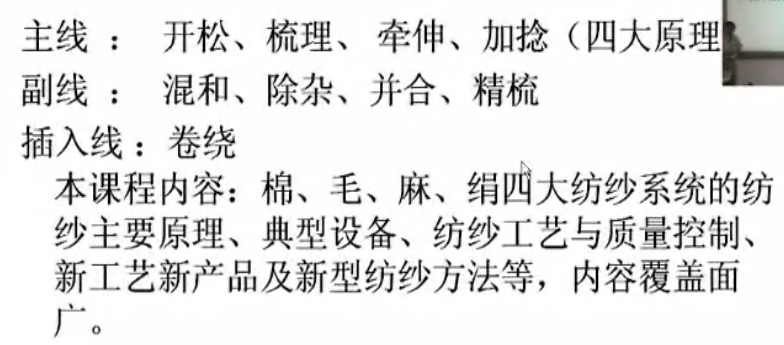 主线 ： 开松、梳理、 牵伸、加捻（四大原理
副线 ： 混和、除杂、并合、精梳
插入线：卷绕
本课程内容：棉、毛、麻、绢四大纺纱系统的纺
纱主要原理、典型设备、纺纱工艺与质量控制、
新工艺新产品及新型纺纱方法等，内容覆盖面
广。